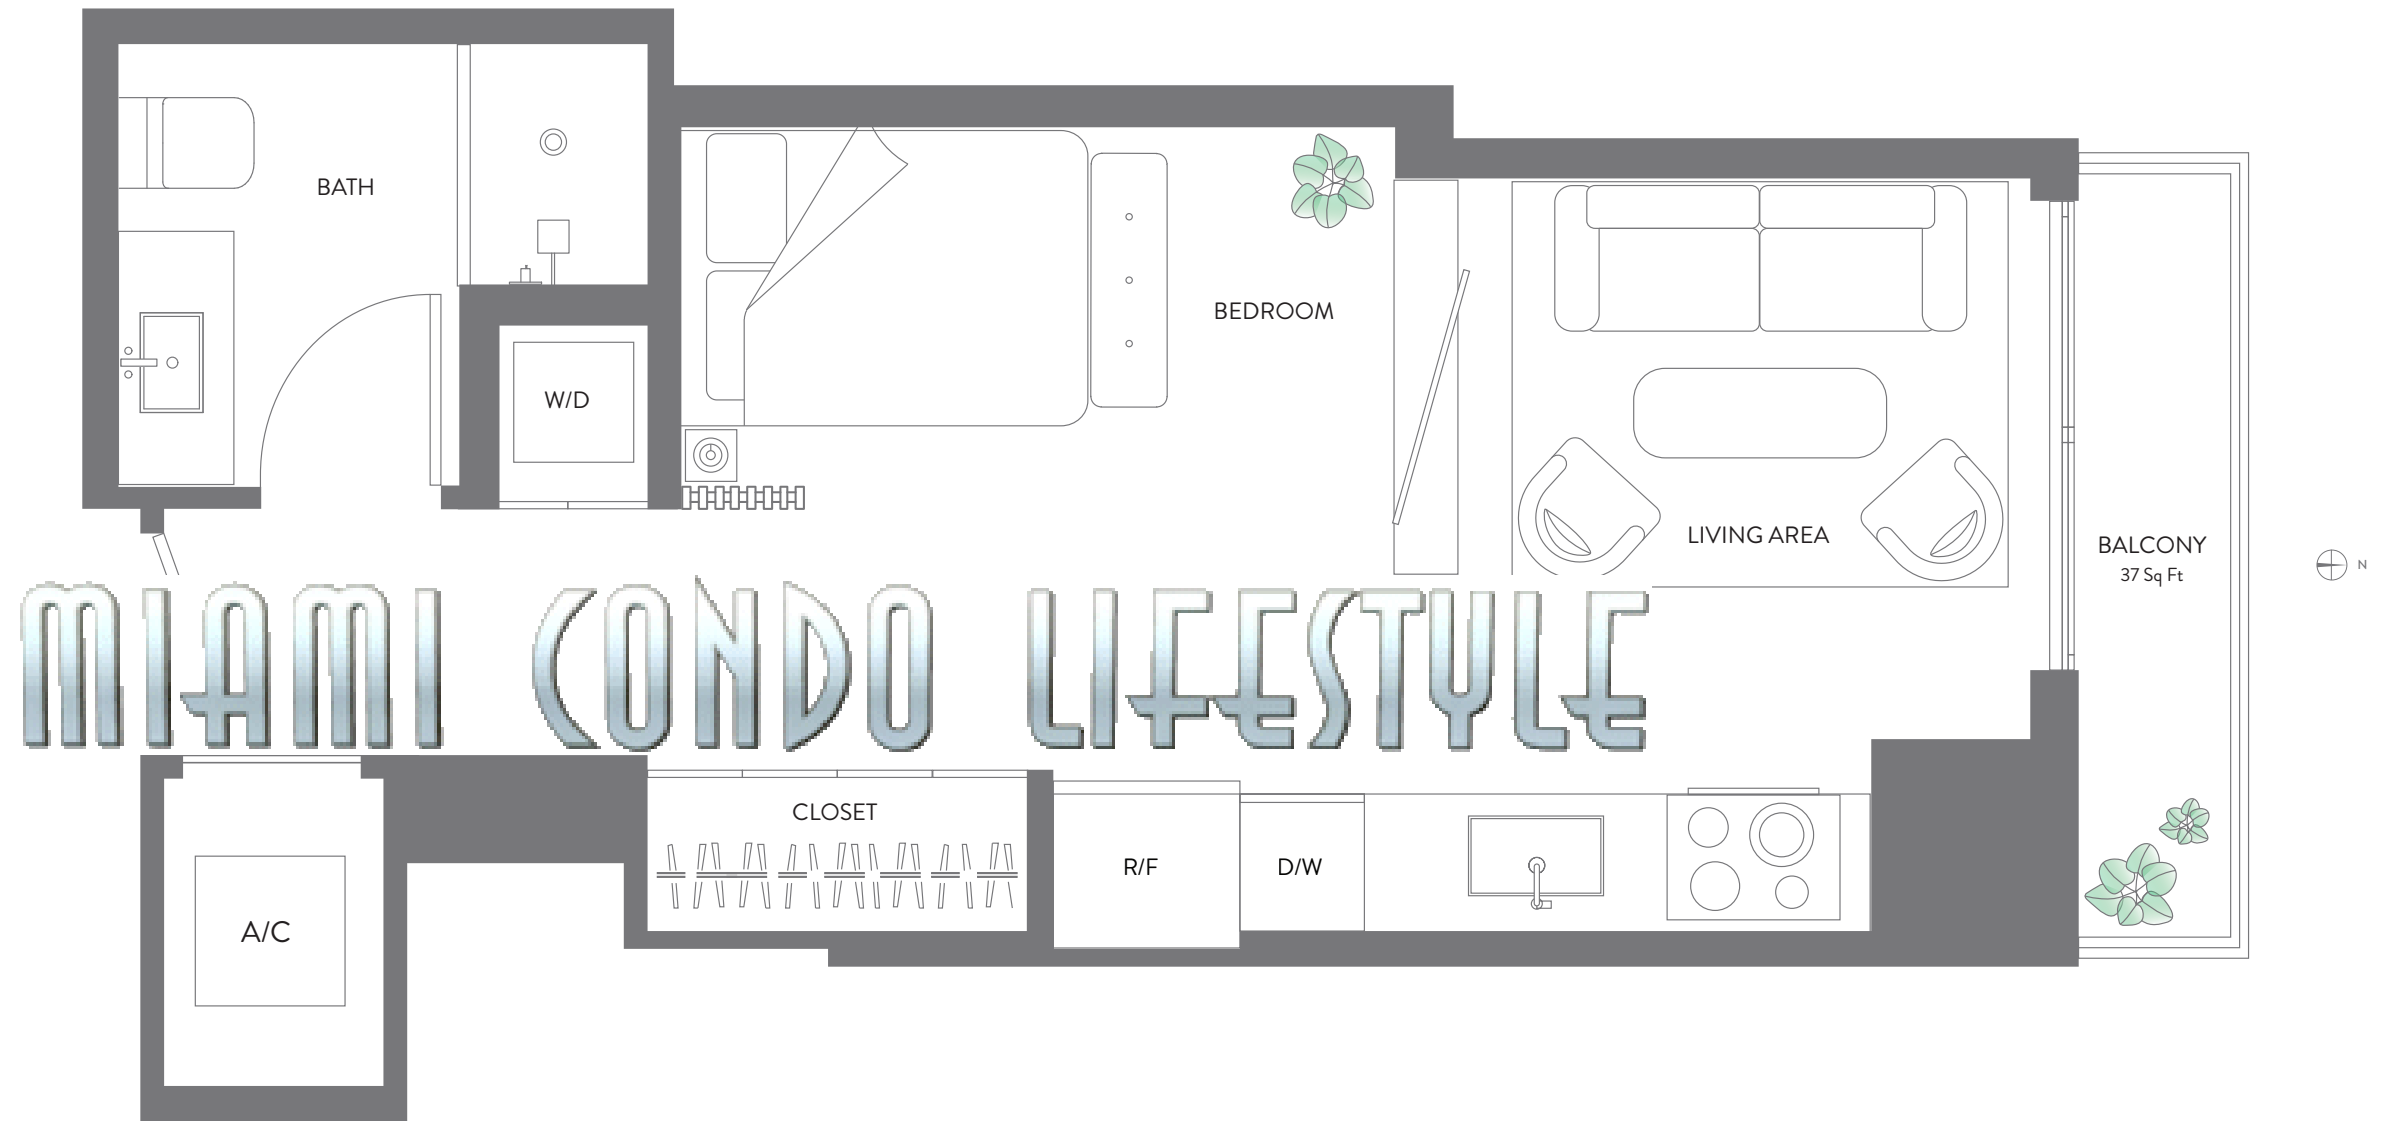 BATH
W/D
BEDROOM
LIVING AREA
BALCONY
37 Sq Ft
N
MIAMI CONDO LIFESTYLE
CLOSET
R/F
D/W
A/C